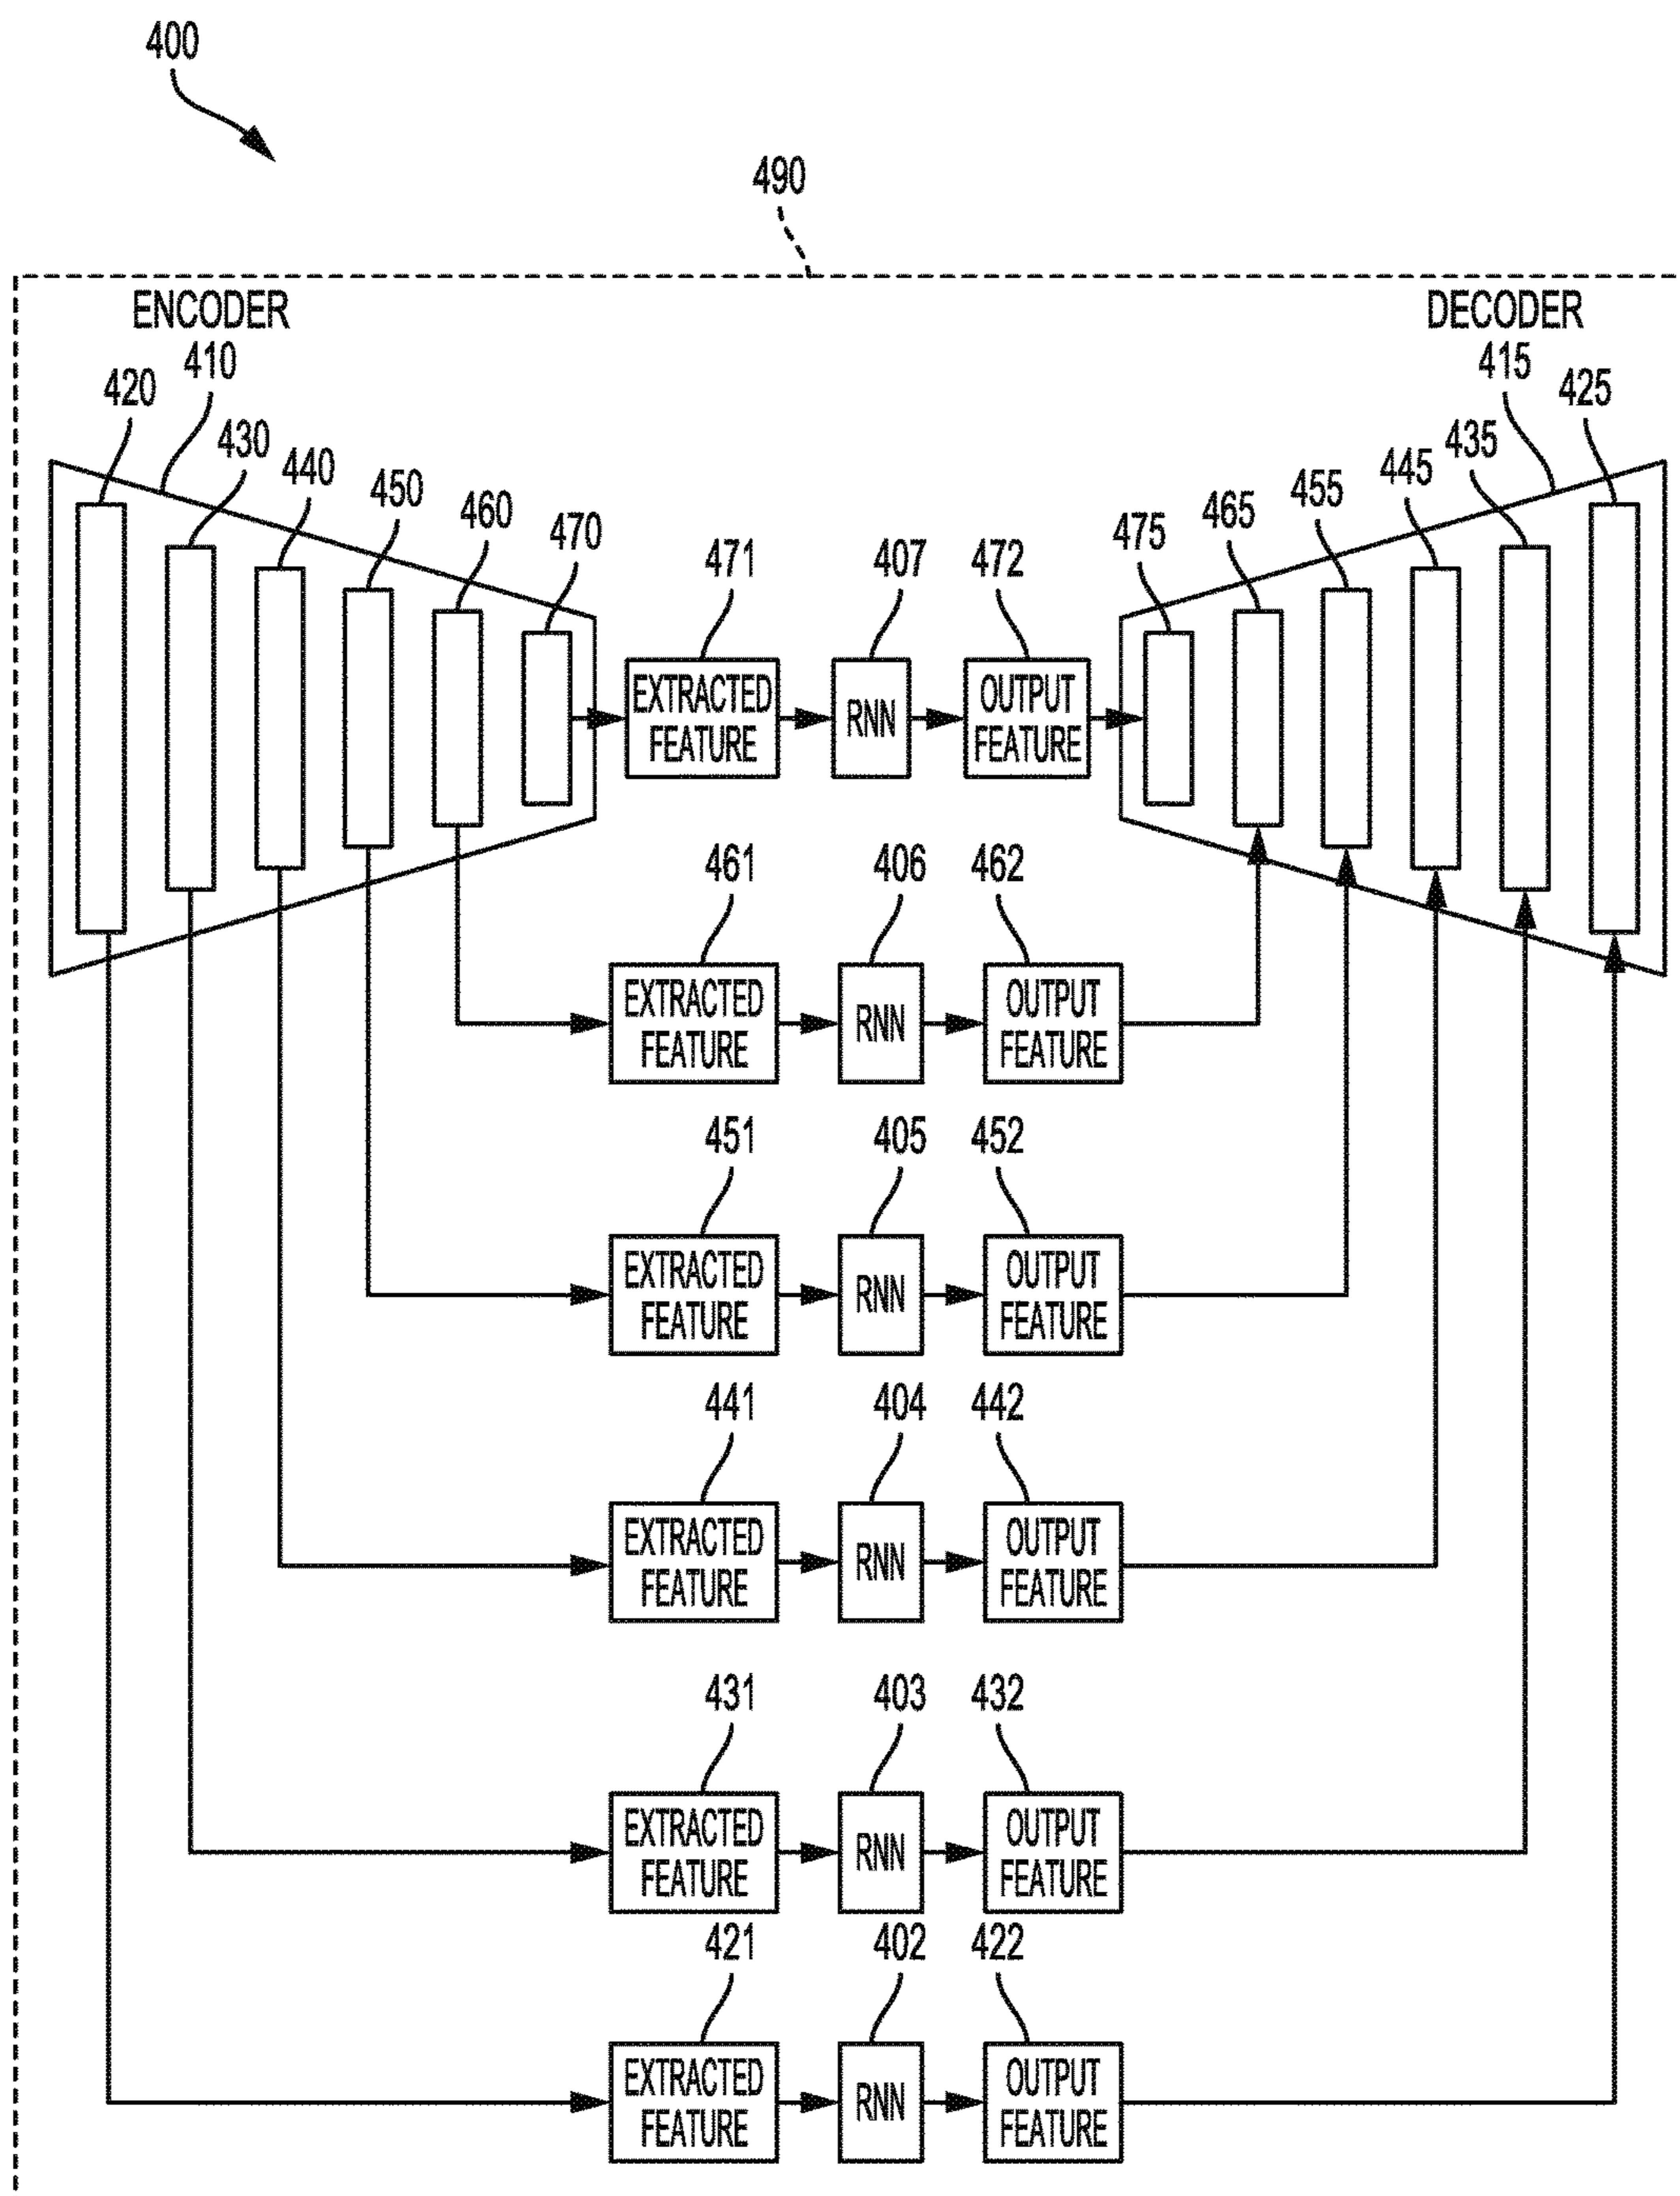 400
490
ENCODER
410
420
430
440
450
460
470
DECODER
415
425
435
445
455
465
475
471
407
472
EXTRACTED
FEATURE
RNN
OUTPUT
FEATURE
461
406
462
EXTRACTED
FEATURE
RNN
OUTPUT
FEATURE
451
405
452
EXTRACTED
FEATURE
RNN
OUTPUT
FEATURE
441
404
442
EXTRACTED
FEATURE
RNN
OUTPUT
FEATURE
431
403
432
EXTRACTED
FEATURE
RNN
OUTPUT
FEATURE
421
402
422
EXTRACTED
FEATURE
RNN
OUTPUT
FEATURE